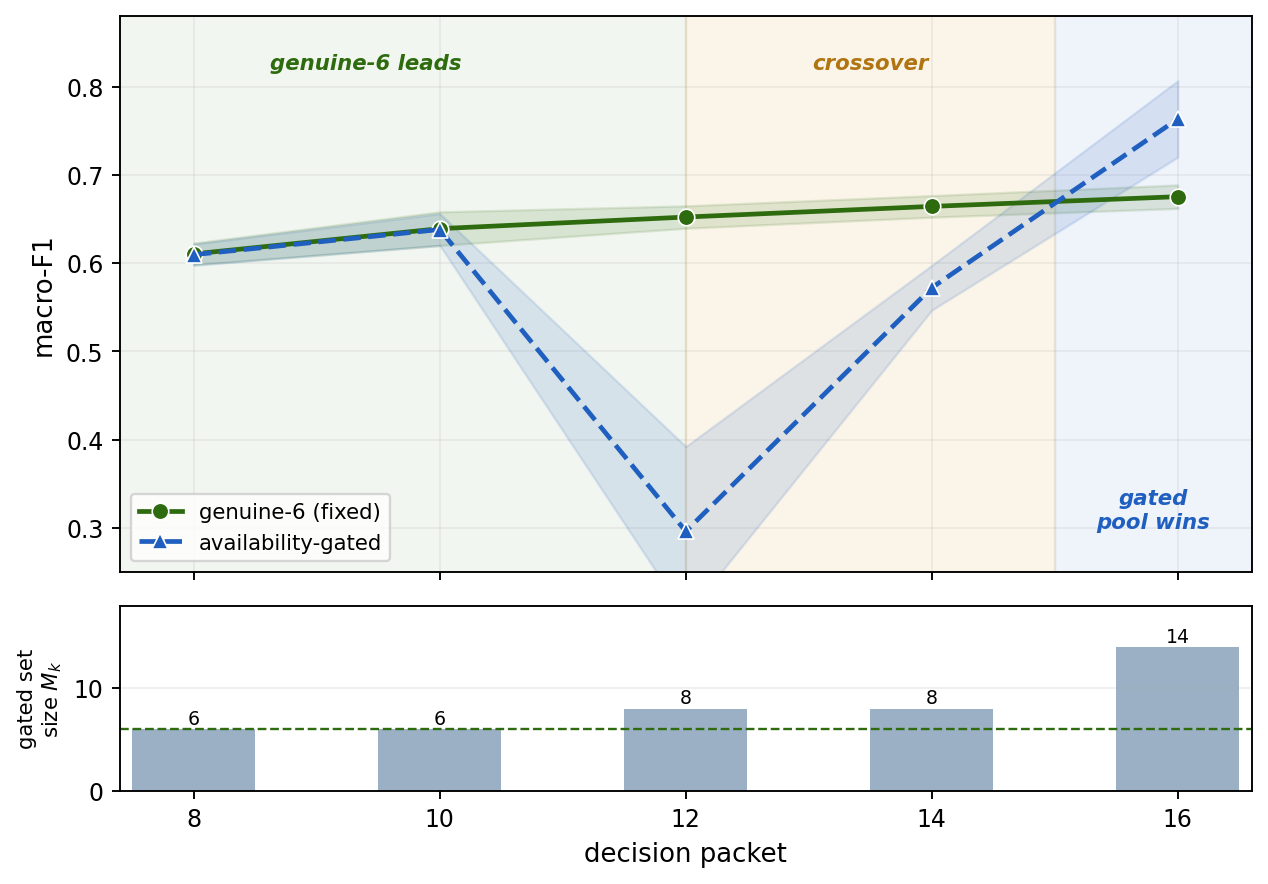 genuine-6 leads
crossover
gated
pool wins
macro-F1
0.8
0.7
0.6
0.5
0.4
0.3
genuine-6 (fixed)
availability-gated
gated set
size Mₖ
10
0
6
6
8
8
14
8
10
12
14
16
decision packet